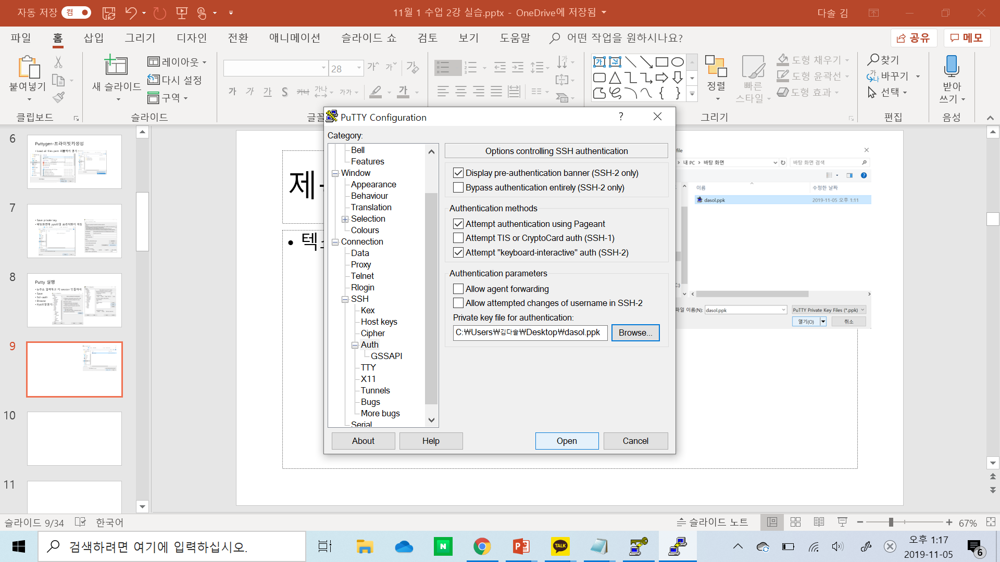 자동 저장 켬
11월 1 수업 2강 실습.pptx - OneDrive에 저장됨
다솔 김
파일 홈 삽입 그리기 디자인 전환 애니메이션 슬라이드 쇼 검토 보기 도움말 어떤 작업을 원하시나요?
공유 메모
붙여넣기
클립보드
새 슬라이드
레이아웃
다시 설정
구역
슬라이드
28
가
정렬
빠른
스타일
도형 채우기
도형 윤곽선
도형 효과
그리기
찾기
바꾸기
선택
편집
받아
쓰기
음성
6
Puttygen-프라이빗키생성
7
• Save private key
8
Putty 실행
• Save
• Ssh-auth
• Browse
9
10
11
PuTTY Configuration
? 
Category:
Bell
Features
Window
Appearance
Behaviour
Translation
Selection
Colours
Connection
Data
Proxy
Telnet
Rlogin
SSH
Kex
Host keys
Cipher
Auth
GSSAPI
TTY
X11
Tunnels
Bugs
More bugs
Serial
Options controlling SSH authentication
Display pre-authentication banner (SSH-2 only)
Bypass authentication entirely (SSH-2 only)
Authentication methods
Attempt authentication using Pageant
Attempt TIS or CryptoCard auth (SSH-1)
Attempt "keyboard-interactive" auth (SSH-2)
Authentication parameters
Allow agent forwarding
Allow attempted changes of username in SSH-2
Private key file for authentication:
C:₩Users₩김다솔₩Desktop₩dasol.ppk
Browse...
About Help Open Cancel
file
› 내 PC › 바탕 화면
바탕 화면 검색
이름 수정한 날짜
dasol.ppk 2019-11-05 오후 1:11
파일 이름(N): dasol.ppk PuTTY Private Key Files (*.ppk)
열기(O) 취소
슬라이드 9/34 한국어
슬라이드 노트
67%
검색하려면 여기에 입력하십시오.
N
TALK
오후 1:17
2019-11-05
6